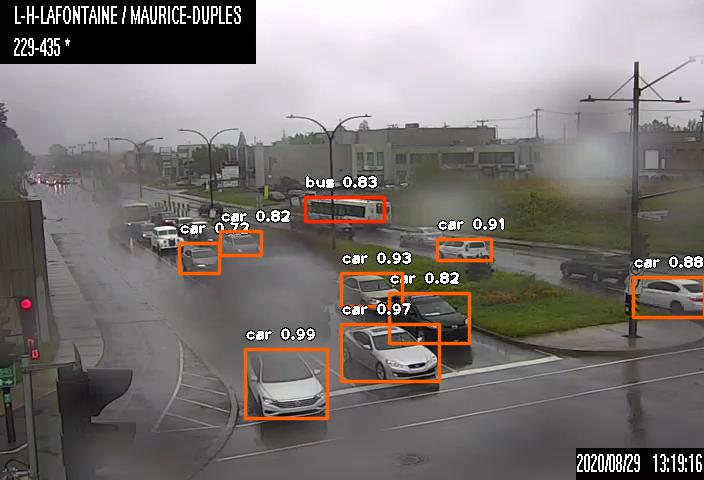 L-H-LAFONTAINE / MAURICE-DUPLES
229-435 *
bus 0.83
car 0.82
car 0.72
car 0.91
car 0.93
car 0.82
car 0.88
car 0.97
car 0.99
2020/08/29 13:19:16